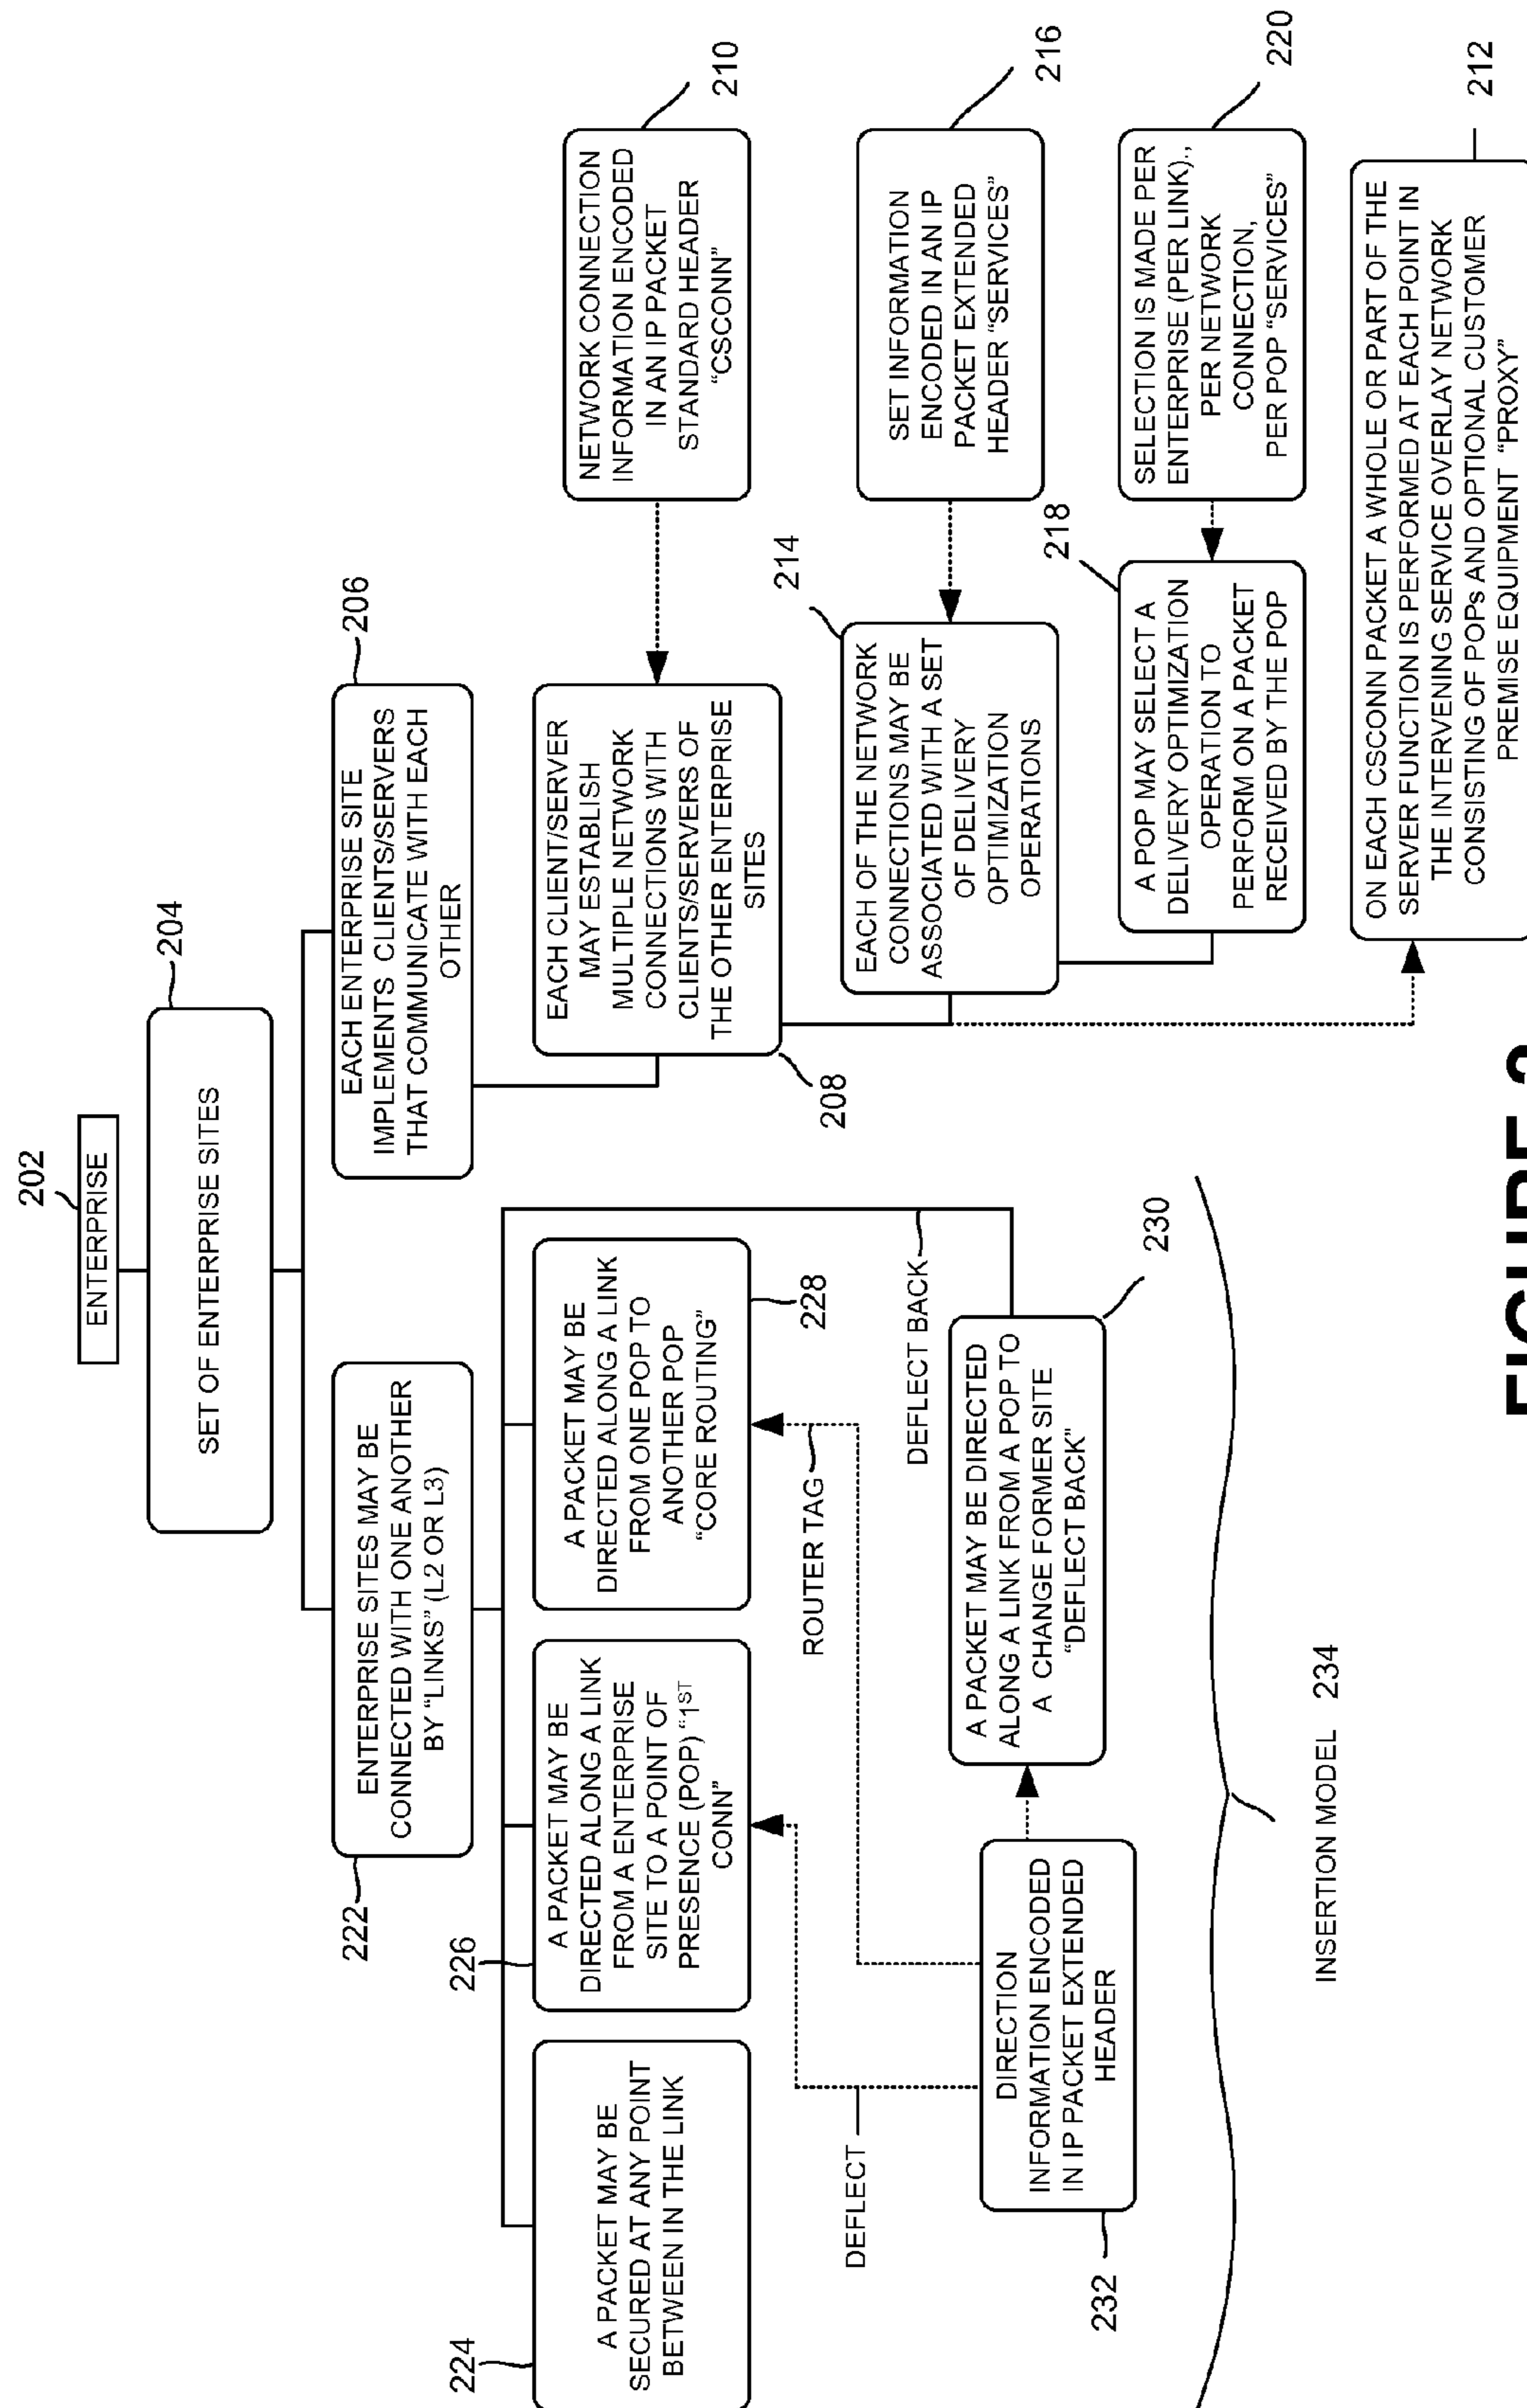 202
ENTERPRISE
204
SET OF ENTERPRISE SITES
222
ENTERPRISE SITES MAY BE
CONNECTED WITH ONE ANOTHER
BY "LINKS" (L2 OR L3)
206
EACH ENTERPRISE SITE
IMPLEMENTS CLIENTS/SERVERS
THAT COMMUNICATE WITH EACH
OTHER
224
A PACKET MAY BE
SECURED AT ANY POINT
BETWEEN IN THE LINK
226
A PACKET MAY BE
DIRECTED ALONG A LINK
FROM A ENTERPRISE
SITE TO A POINT OF
PRESENCE (POP) "1ST
CONN"
A PACKET MAY BE
DIRECTED ALONG A LINK
FROM ONE POP TO
ANOTHER POP
"CORE ROUTING"
228
EACH CLIENT/SERVER
MAY ESTABLISH
MULTIPLE NETWORK
CONNECTIONS WITH
CLIENTS/SERVERS OF
THE OTHER ENTERPRISE
SITES
208
NETWORK CONNECTION
INFORMATION ENCODED
IN AN IP PACKET
STANDARD HEADER
"CSCONN"
210
DEFLECT
ROUTER TAG
DEFLECT BACK
214
EACH OF THE NETWORK
CONNECTIONS MAY BE
ASSOCIATED WITH A SET
OF DELIVERY
OPTIMIZATION
OPERATIONS
SET INFORMATION
ENCODED IN AN IP
PACKET EXTENDED
HEADER "SERVICES"
216
232
DIRECTION
INFORMATION ENCODED
IN IP PACKET EXTENDED
HEADER
A PACKET MAY BE DIRECTED
ALONG A LINK FROM A POP TO
A CHANGE FORMER SITE
"DEFLECT BACK"
230
218
A POP MAY SELECT A
DELIVERY OPTIMIZATION
OPERATION TO
PERFORM ON A PACKET
RECEIVED BY THE POP
SELECTION IS MADE PER
ENTERPRISE (PER LINK).,
PER NETWORK
CONNECTION,
PER POP "SERVICES"
220
INSERTION MODEL 234
ON EACH CSCONN PACKET A WHOLE OR PART OF THE
SERVER FUNCTION IS PERFORMED AT EACH POINT IN
THE INTERVENING SERVICE OVERLAY NETWORK
CONSISTING OF POPs AND OPTIONAL CUSTOMER
PREMISE EQUIPMENT "PROXY"
212
FIGURE